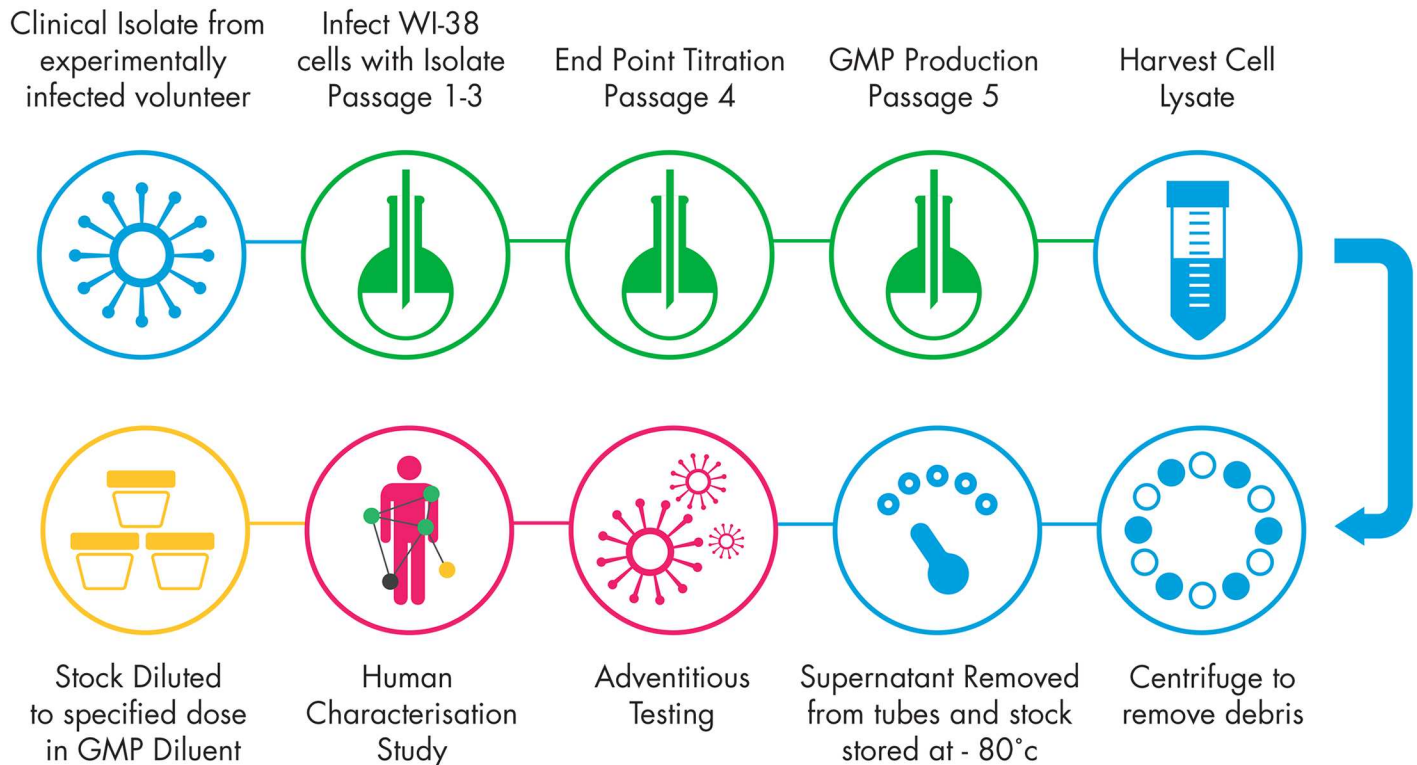 Clinical Isolate from
experimentally
infected volunteer
Infect WI-38
cells with Isolate
Passage 1-3
End Point Titration
Passage 4
GMP Production
Passage 5
Harvest Cell
Lysate
Stock Diluted
to specified dose
in GMP Diluent
Human
Characterisation
Study
Adventitious
Testing
Supernatant Removed
from tubes and stock
stored at - 80˚c
Centrifuge to
remove debris